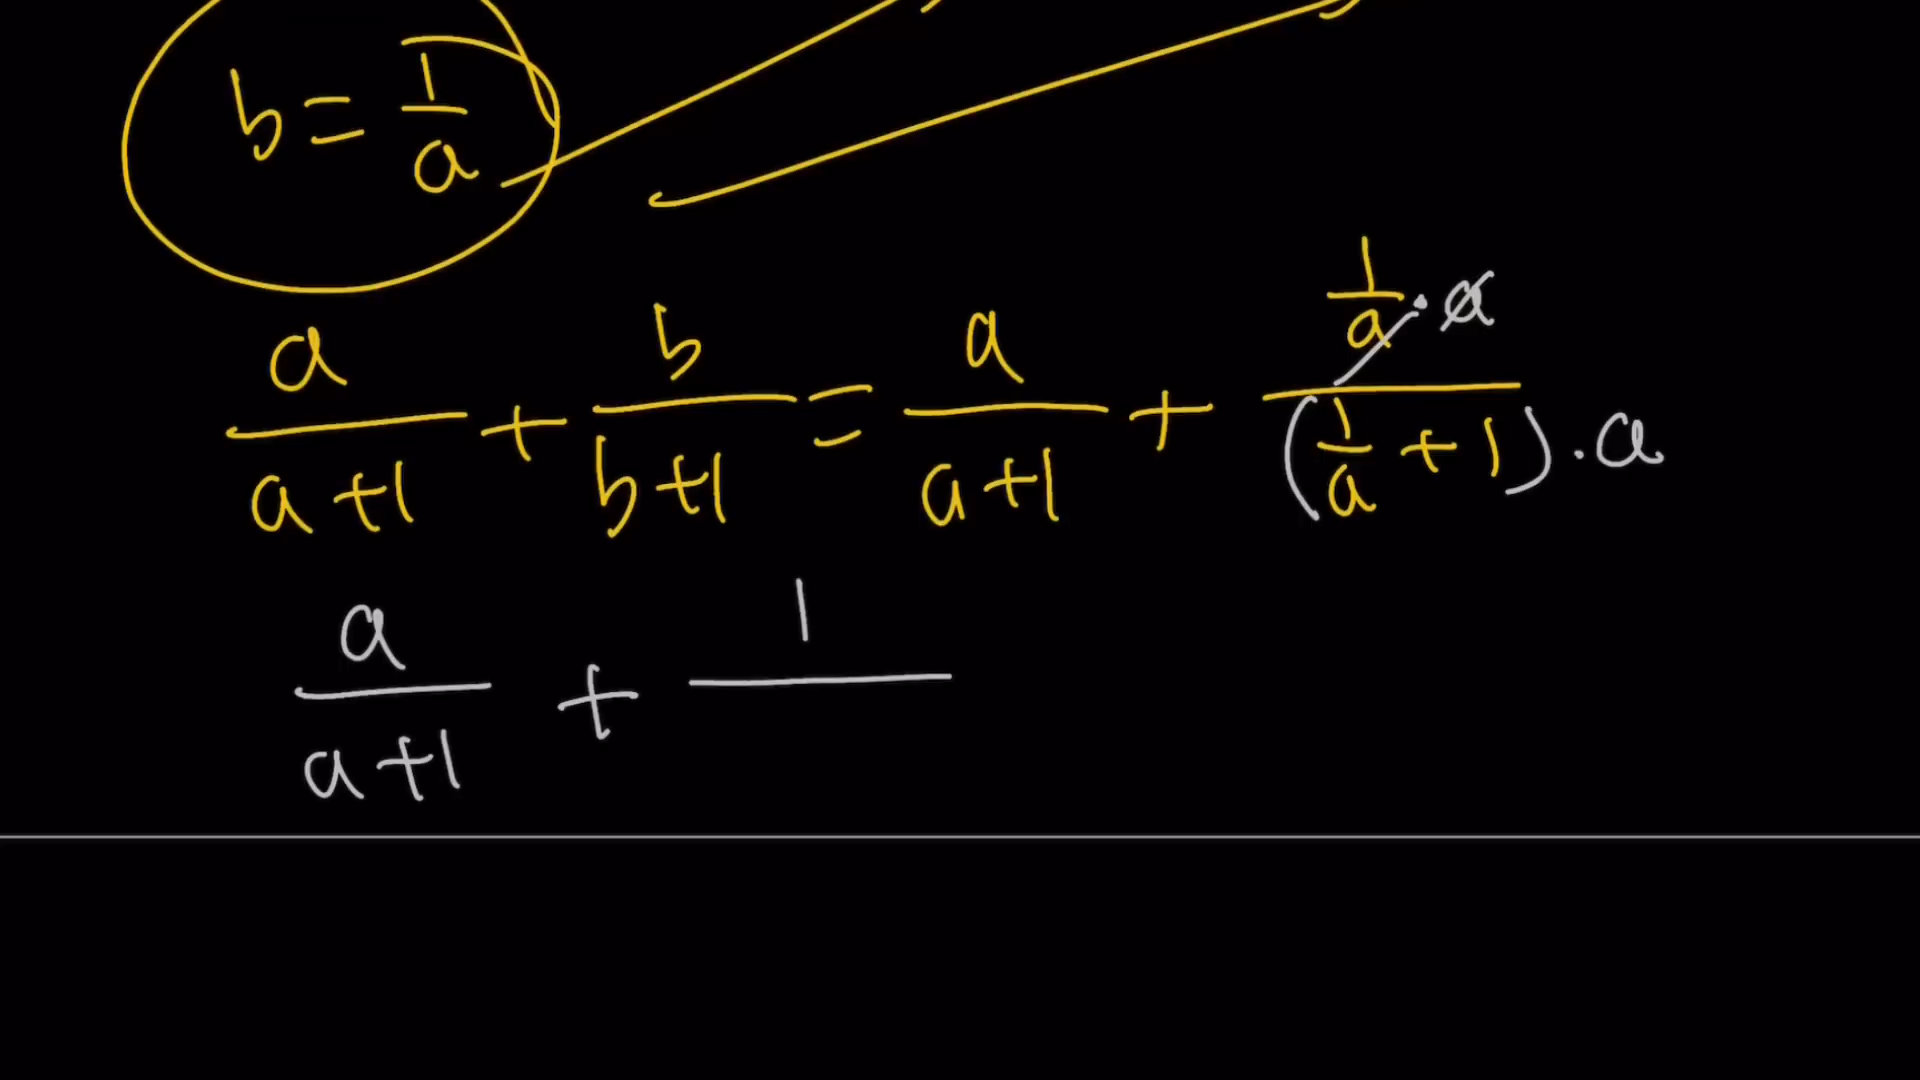 b = 1/a
a/(a+1) + b/(b+1) = a/(a+1) + (1/a · a)/((1/a + 1) · a)
a/(a+1) + 1/